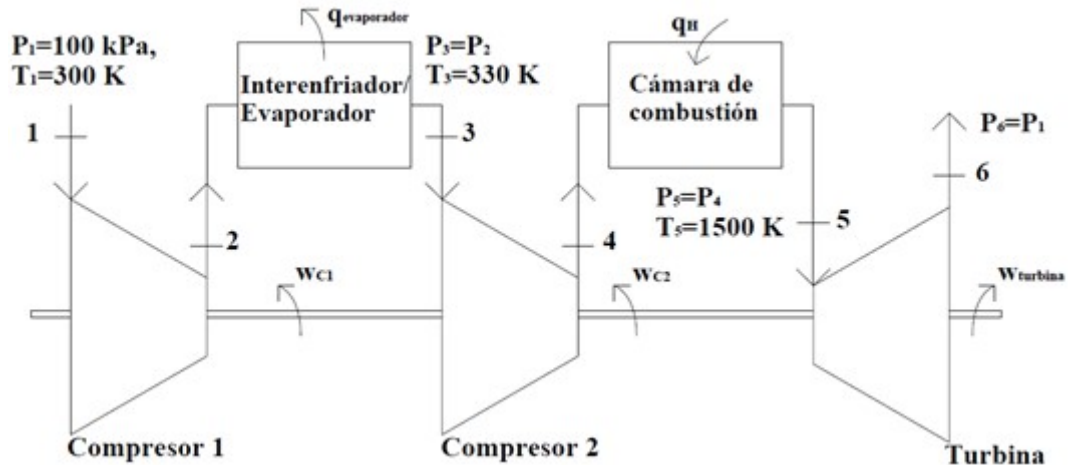 qevaporador
P₁=100 kPa,
T₁=300 K
Interenfriador/
Evaporador
P₃=P₂
T₃=330 K
qH
Cámara de
combustión
P₆=P₁
1
2
3
4
P₅=P₄
T₅=1500 K
5
6
wC1
wC2
wturbina
Compresor 1
Compresor 2
Turbina